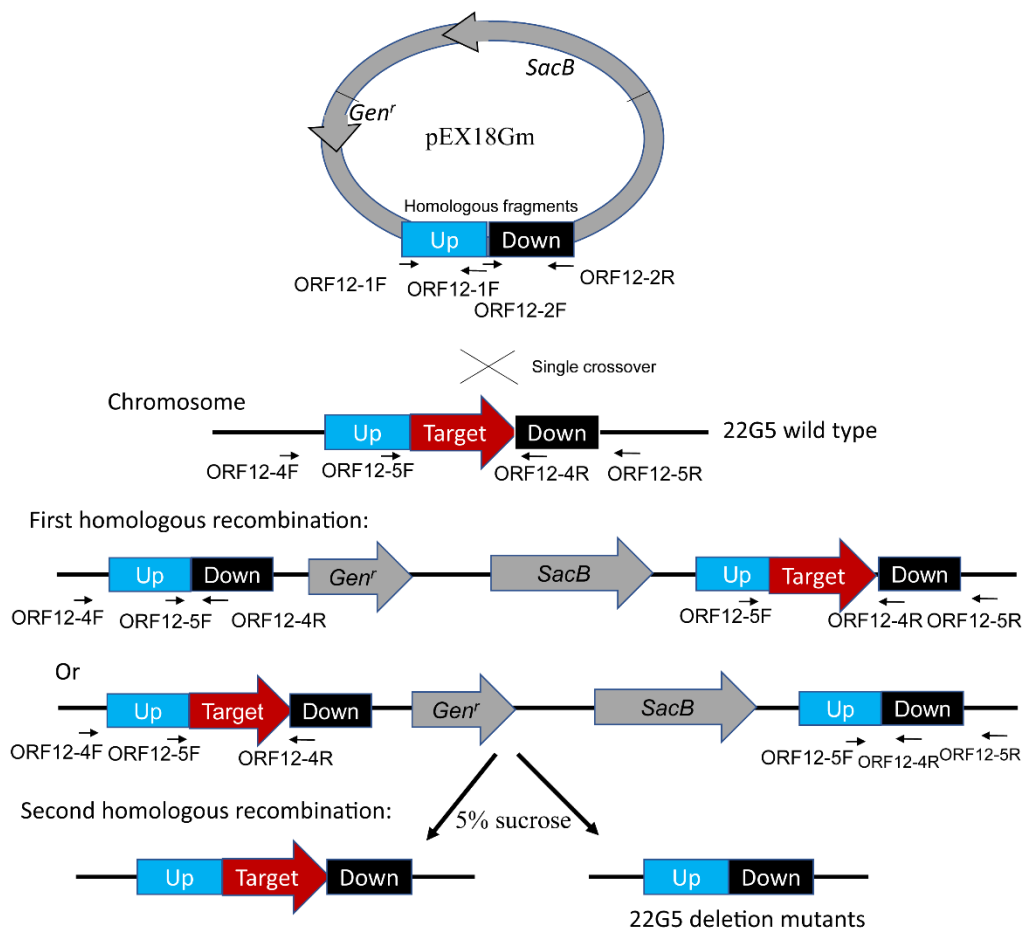 SacB
Genʳ
pEX18Gm
Homologous fragments
Up Down
ORF12-1F ORF12-1F ORF12-2R
ORF12-2F
Single crossover
Chromosome
Up Target Down 22G5 wild type
ORF12-4F ORF12-5F ORF12-4R ORF12-5R
First homologous recombination:
Up Down Genʳ SacB Up Target Down
ORF12-4F ORF12-5F ORF12-4R ORF12-5F ORF12-4R ORF12-5R
Or
Up Target Down Genʳ SacB Up Down
ORF12-4F ORF12-5F ORF12-4R ORF12-5F ORF12-4R ORF12-5R
Second homologous recombination: 5% sucrose
Up Target Down Up Down
22G5 deletion mutants